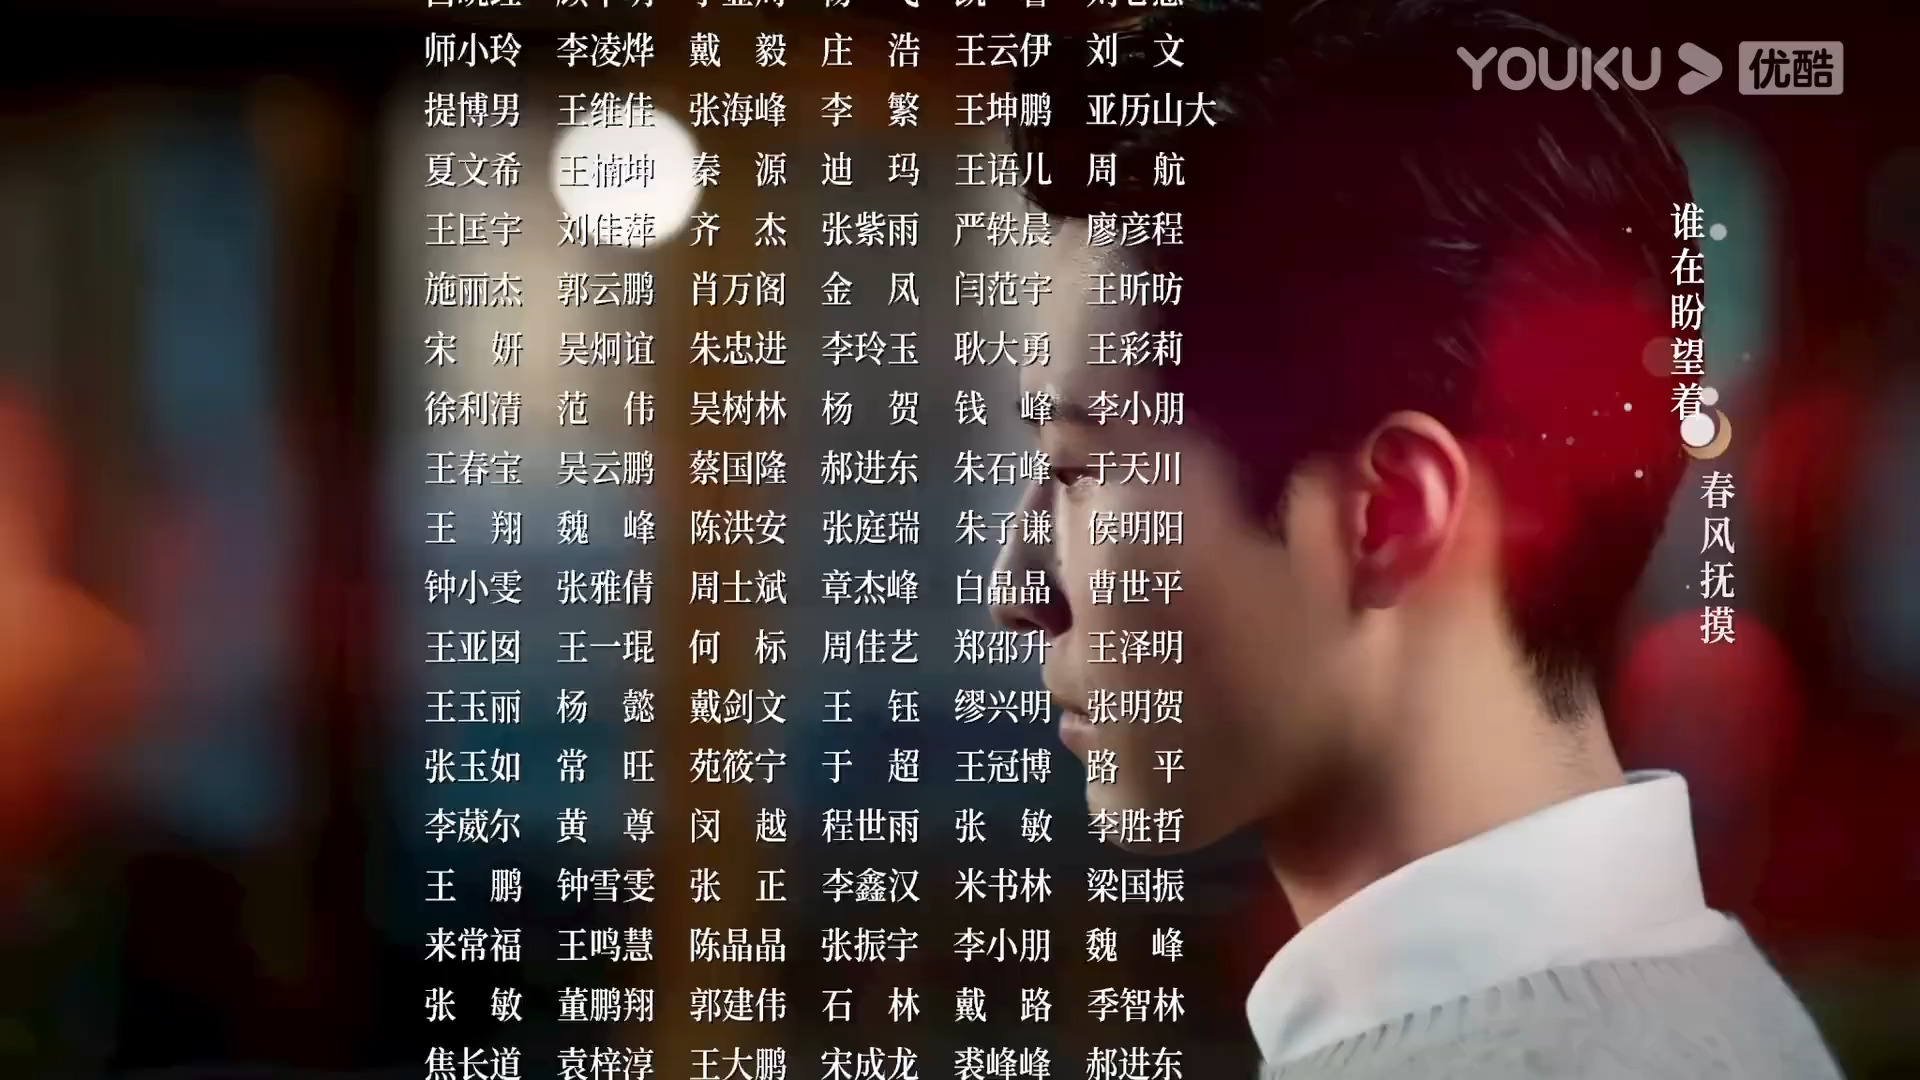 师小玲 李凌烨 戴 毅 庄 浩 王云伊 刘 文
提博男 王维佳 张海峰 李 繁 王坤鹏 亚历山大
夏文希 王楠坤 秦 源 迪 玛 王语儿 周 航
王匡宇 刘佳萍 齐 杰 张紫雨 严轶晨 廖彦程
施丽杰 郭云鹏 肖万阁 金 凤 闫范宇 王昕昉
宋 妍 吴炯谊 朱忠进 李玲玉 耿大勇 王彩莉
徐利清 范 伟 吴树林 杨 贺 钱 峰 李小朋
王春宝 吴云鹏 蔡国隆 郝进东 朱石峰 于天川
王 翔 魏 峰 陈洪安 张庭瑞 朱子谦 侯明阳
钟小雯 张雅倩 周士斌 章杰峰 白晶晶 曹世平
王亚囡 王一琨 何 标 周佳艺 郑邵升 王泽明
王玉丽 杨 懿 戴剑文 王 钰 缪兴明 张明贺
张玉如 常 旺 苑筱宁 于 超 王冠博 路 平
李葳尔 黄 尊 闵 越 程世雨 张 敏 李胜哲
王 鹏 钟雪雯 张 正 李鑫汉 米书林 梁国振
来常福 王鸣慧 陈晶晶 张振宇 李小朋 魏 峰
张 敏 董鹏翔 郭建伟 石 林 戴 路 季智林
焦长道 袁梓淳 王大鹏 宋成龙 裘峰峰 郝进东
YOUKU 优酷
谁在盼望着
春风抚摸